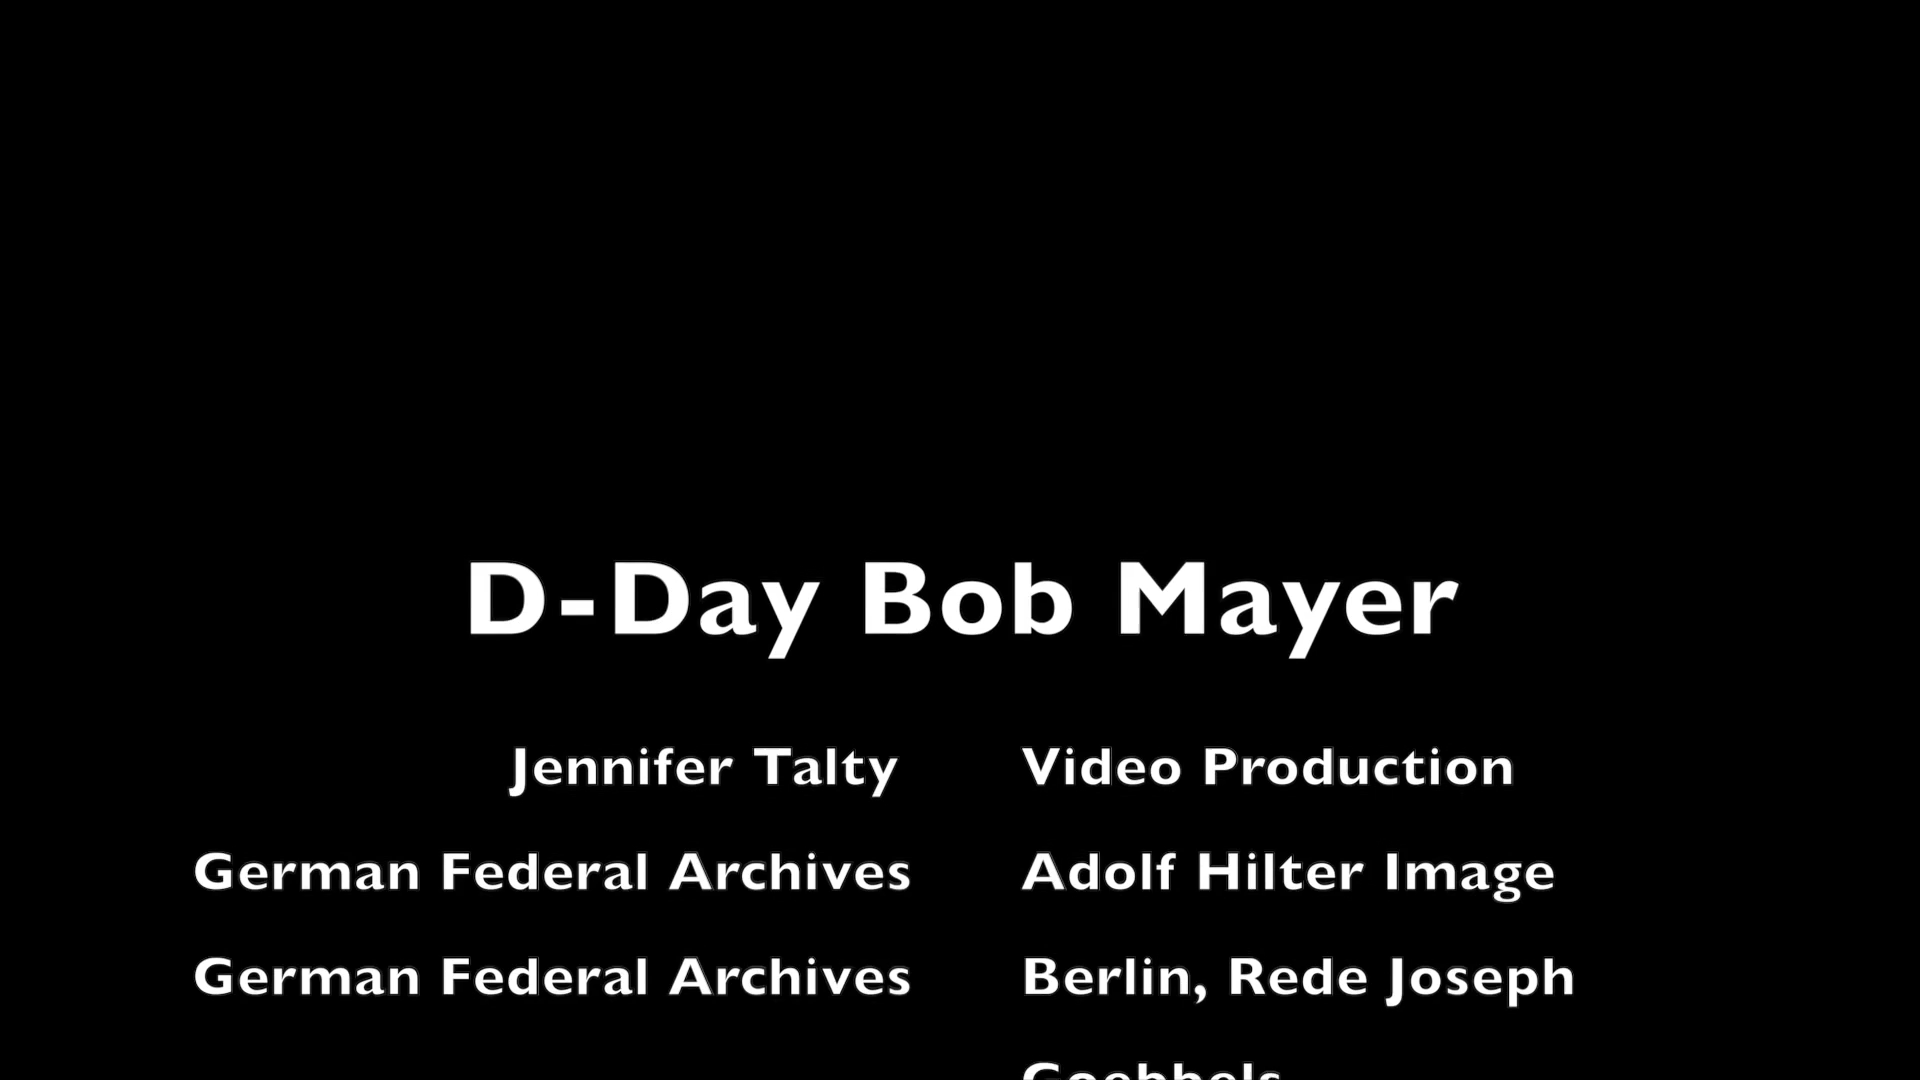 D-Day Bob Mayer
Jennifer Talty Video Production
German Federal Archives Adolf Hilter Image
German Federal Archives Berlin, Rede Joseph
Goebbels